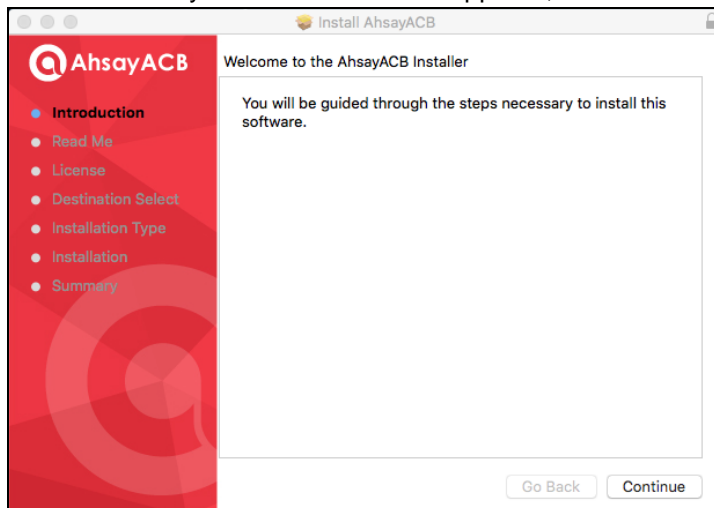 Install AhsayACB
AhsayACB
Welcome to the AhsayACB Installer
You will be guided through the steps necessary to install this
software.
Introduction
Read Me
License
Destination Select
Installation Type
Installation
Summary
Go Back
Continue